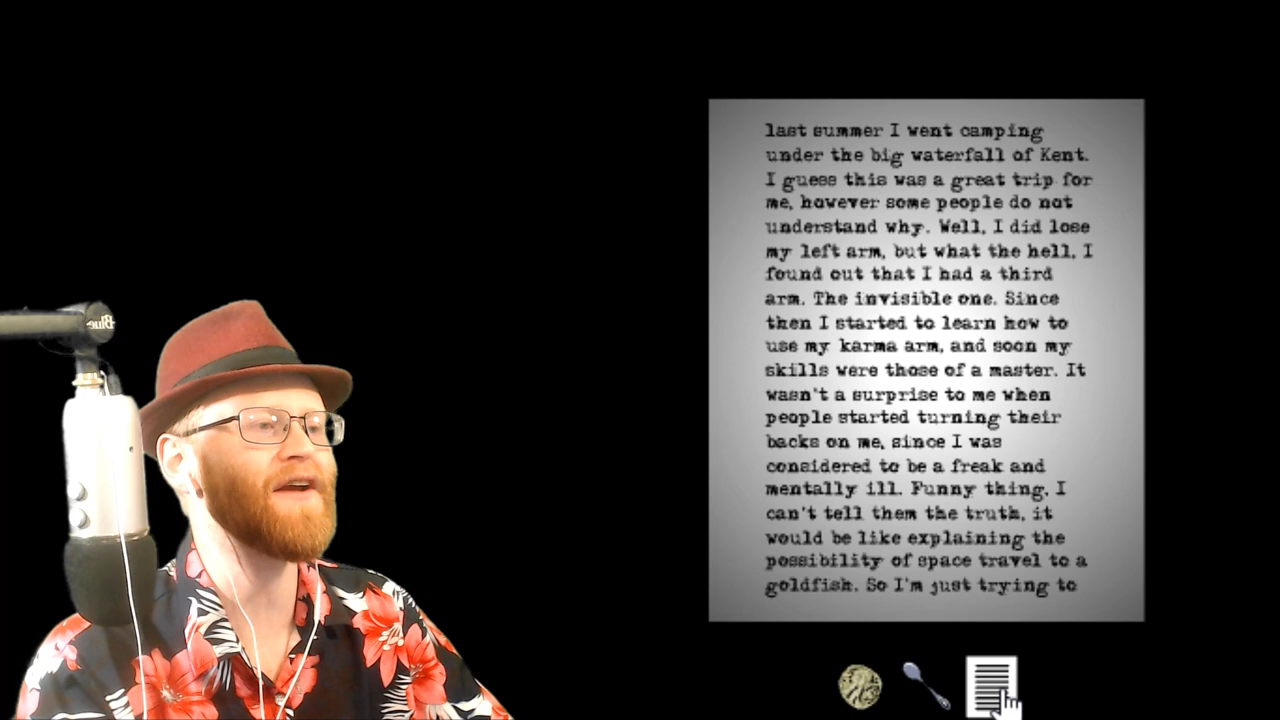 Blue
last summer I went camping
under the big waterfall of Kent.
I guess this was a great trip for
me, however some people do not
understand why. Well, I did lose
my left arm, but what the hell, I
found out that I had a third
arm. The invisible one. Since
then I started to learn how to
use my karma arm, and soon my
skills were those of a master. It
wasn't a surprise to me when
people started turning their
backs on me, since I was
considered to be a freak and
mentally ill. Funny thing, I
can't tell them the truth, it
would be like explaining the
possibility of space travel to a
goldfish. So I'm just trying to